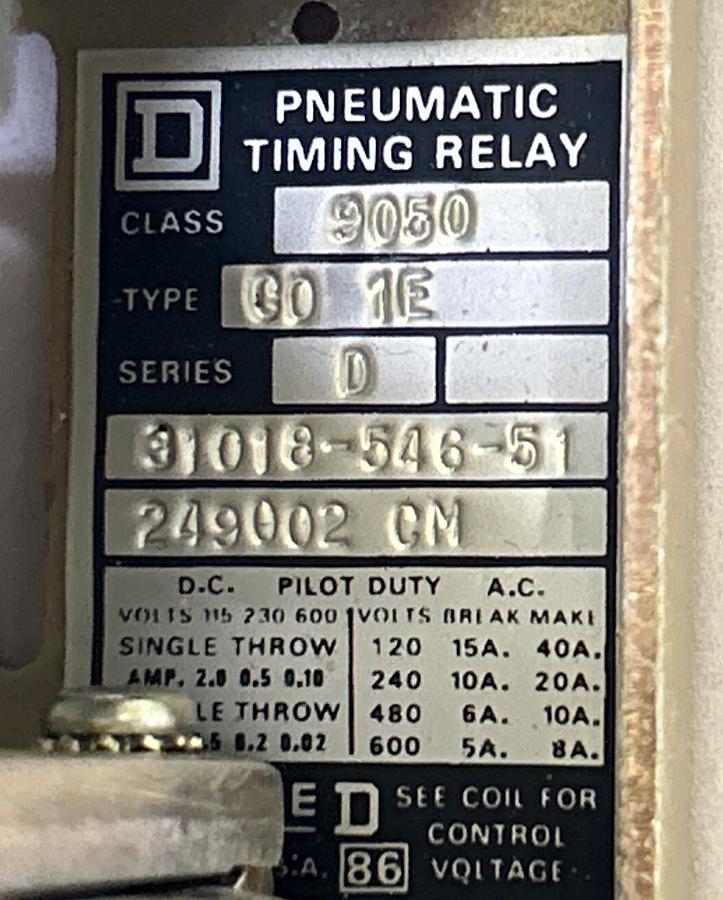 D
PNEUMATIC
TIMING RELAY
CLASS 9050
TYPE CO 1E
SERIES D
31018-546-51
249002 CM
D.C. PILOT DUTY A.C.
VOLTS 115 230 600 VOLTS BREAK MAKE
SINGLE THROW 120 15A. 40A.
AMP. 2.0 0.5 0.10 240 10A. 20A.
LE THROW 480 6A. 10A.
.5 0.2 0.02 600 5A. 8A.
E D SEE COIL FOR
CONTROL
.A. 86 VOLTAGE